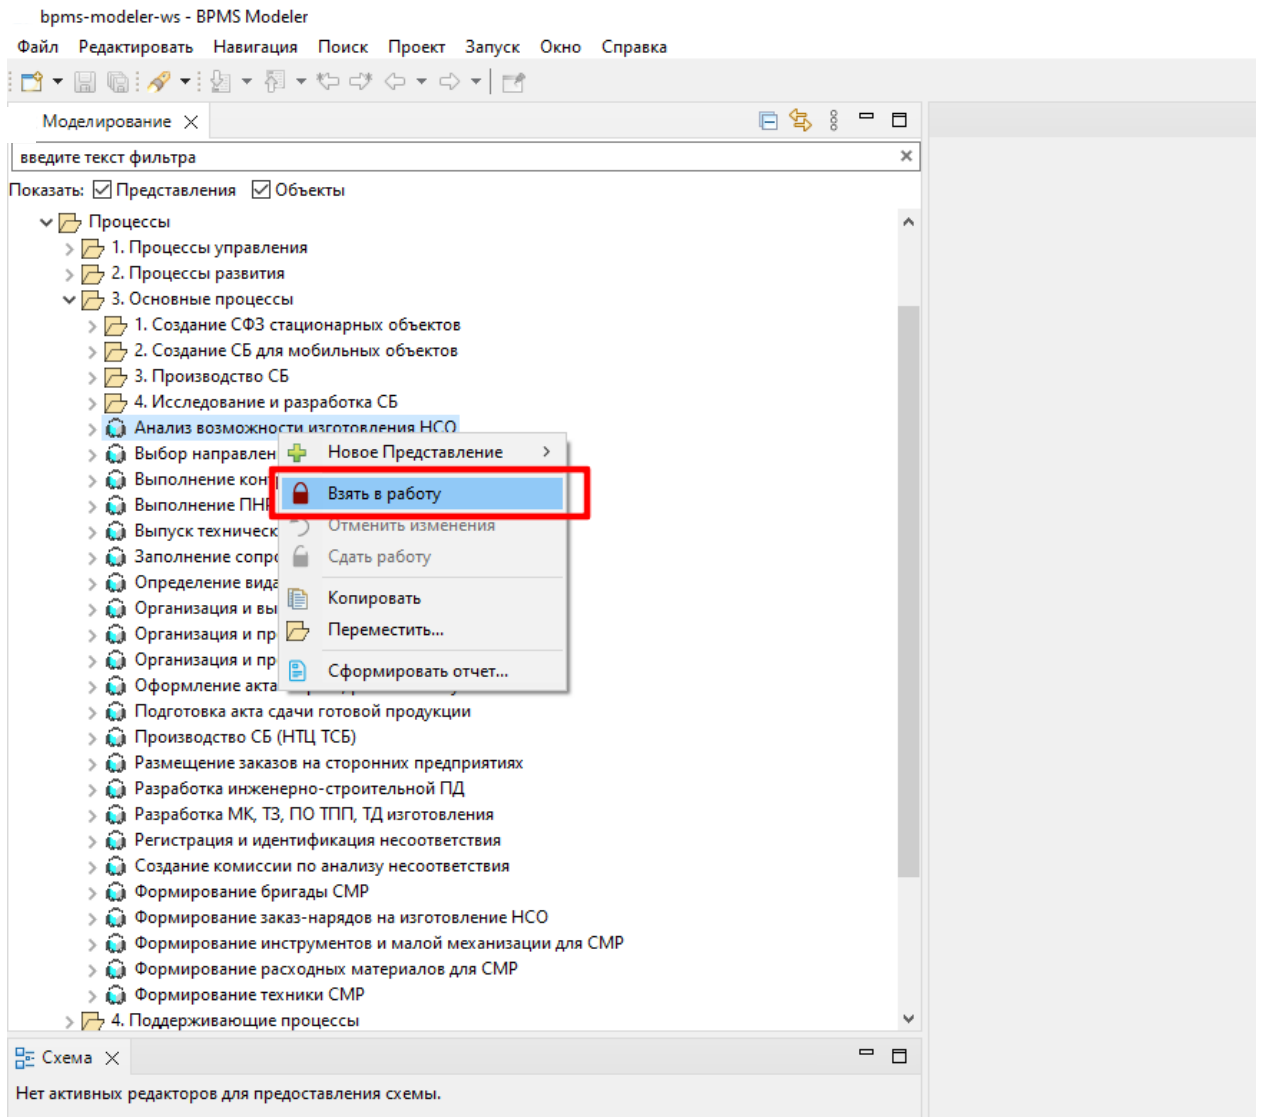 bpms-modeler-ws - BPMS Modeler
Файл Редактировать Навигация Поиск Проект Запуск Окно Справка
Моделирование
введите текст фильтра
Показать: Представления Объекты
Процессы
1. Процессы управления
2. Процессы развития
3. Основные процессы
1. Создание СФЗ стационарных объектов
2. Создание СБ для мобильных объектов
3. Производство СБ
4. Исследование и разработка СБ
Анализ возможности изготовления НСО
Выбор направлен
Новое Представление
Выполнение конт
Взять в работу
Выполнение ПНР
Отменить изменения
Выпуск техническ
Заполнение сопро
Сдать работу
Определение вида
Копировать
Организация и вы
Организация и пр
Переместить...
Организация и пр
Сформировать отчет...
Оформление акта
Подготовка акта сдачи готовой продукции
Производство СБ (НТЦ ТСБ)
Размещение заказов на сторонних предприятиях
Разработка инженерно-строительной ПД
Разработка МК, ТЗ, ПО ТПП, ТД изготовления
Регистрация и идентификация несоответствия
Создание комиссии по анализу несоответствия
Формирование бригады СМР
Формирование заказ-нарядов на изготовление НСО
Формирование инструментов и малой механизации для СМР
Формирование расходных материалов для СМР
Формирование техники СМР
4. Поддерживающие процессы
Схема
Нет активных редакторов для предоставления схемы.